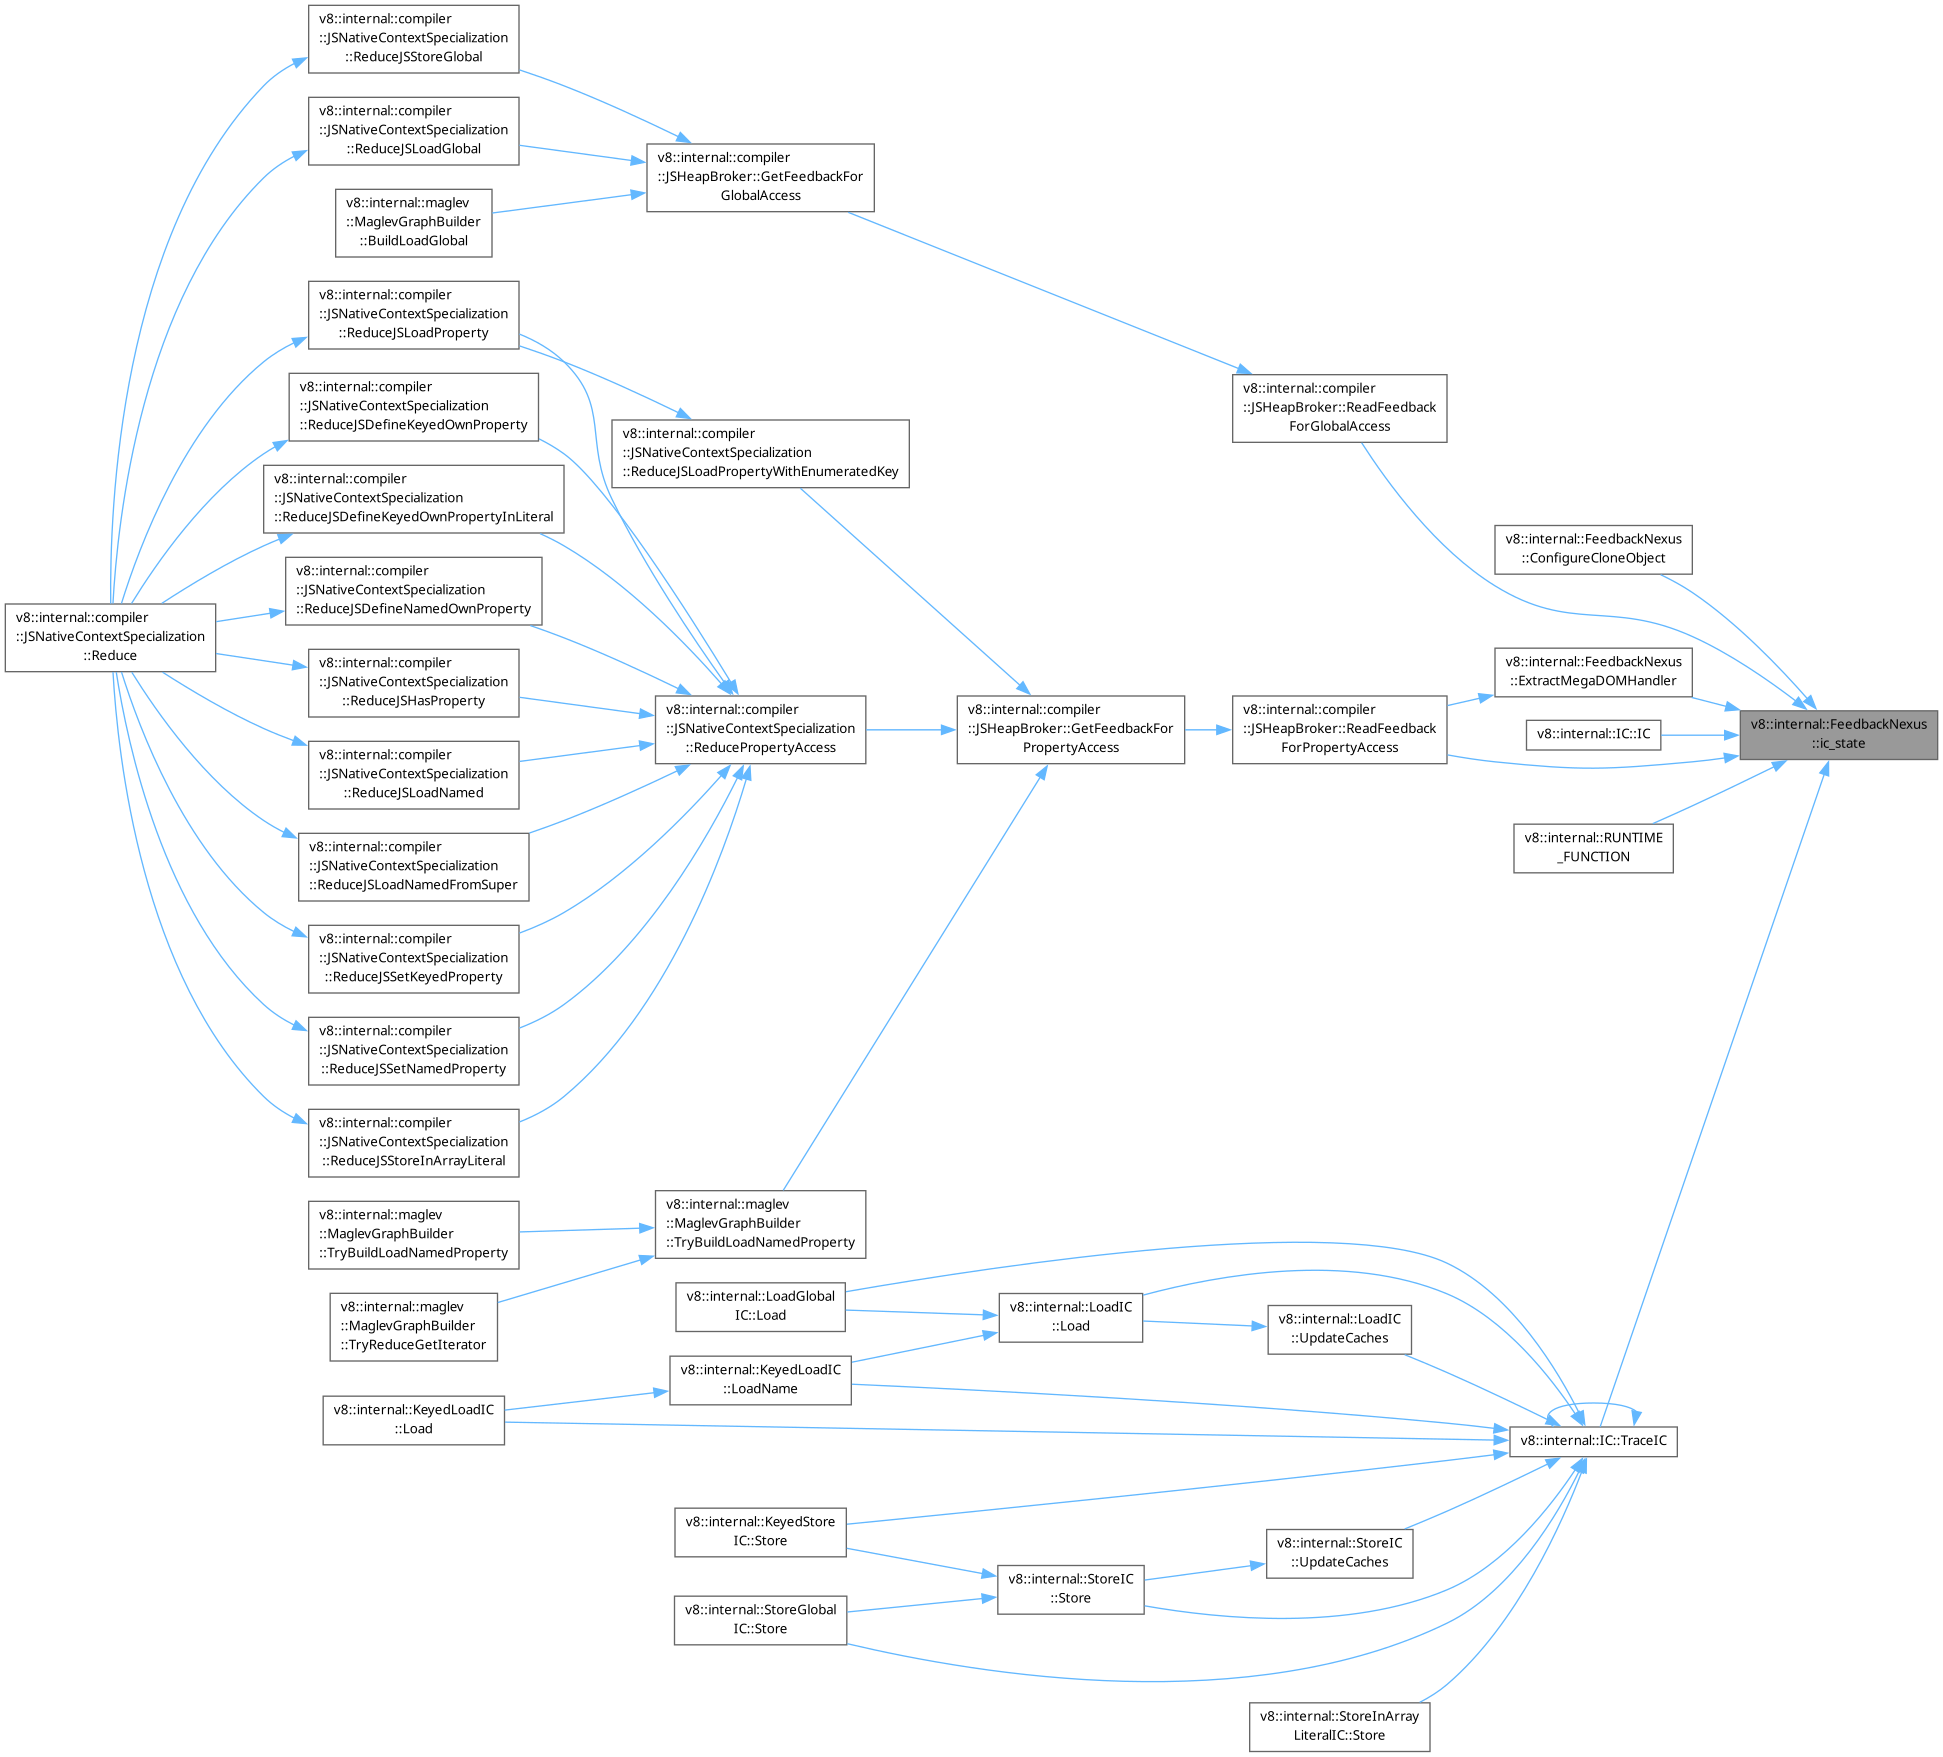 v8::internal::compiler
::JSNativeContextSpecialization
::ReduceJSStoreGlobal
v8::internal::compiler
::JSNativeContextSpecialization
::ReduceJSLoadGlobal
v8::internal::compiler
::JSHeapBroker::GetFeedbackFor
GlobalAccess
v8::internal::maglev
::MaglevGraphBuilder
::BuildLoadGlobal
v8::internal::compiler
::JSNativeContextSpecialization
::ReduceJSLoadProperty
v8::internal::compiler
::JSNativeContextSpecialization
::ReduceJSDefineKeyedOwnProperty
v8::internal::compiler
::JSHeapBroker::ReadFeedback
ForGlobalAccess
v8::internal::compiler
::JSNativeContextSpecialization
::ReduceJSLoadPropertyWithEnumeratedKey
v8::internal::compiler
::JSNativeContextSpecialization
::ReduceJSDefineKeyedOwnPropertyInLiteral
v8::internal::FeedbackNexus
::ConfigureCloneObject
v8::internal::compiler
::JSNativeContextSpecialization
::ReduceJSDefineNamedOwnProperty
v8::internal::compiler
::JSNativeContextSpecialization
::Reduce
v8::internal::compiler
::JSNativeContextSpecialization
::ReduceJSHasProperty
v8::internal::FeedbackNexus
::ExtractMegaDOMHandler
v8::internal::compiler
::JSNativeContextSpecialization
::ReducePropertyAccess
v8::internal::compiler
::JSHeapBroker::GetFeedbackFor
PropertyAccess
v8::internal::compiler
::JSHeapBroker::ReadFeedback
ForPropertyAccess
v8::internal::IC::IC
v8::internal::FeedbackNexus
::ic_state
v8::internal::compiler
::JSNativeContextSpecialization
::ReduceJSLoadNamed
v8::internal::RUNTIME
_FUNCTION
v8::internal::compiler
::JSNativeContextSpecialization
::ReduceJSLoadNamedFromSuper
v8::internal::compiler
::JSNativeContextSpecialization
::ReduceJSSetKeyedProperty
v8::internal::compiler
::JSNativeContextSpecialization
::ReduceJSSetNamedProperty
v8::internal::compiler
::JSNativeContextSpecialization
::ReduceJSStoreInArrayLiteral
v8::internal::maglev
::MaglevGraphBuilder
::TryBuildLoadNamedProperty
v8::internal::maglev
::MaglevGraphBuilder
::TryBuildLoadNamedProperty
v8::internal::LoadGlobal
IC::Load
v8::internal::LoadIC
::Load
v8::internal::LoadIC
::UpdateCaches
v8::internal::maglev
::MaglevGraphBuilder
::TryReduceGetIterator
v8::internal::KeyedLoadIC
::LoadName
v8::internal::KeyedLoadIC
::Load
v8::internal::IC::TraceIC
v8::internal::KeyedStore
IC::Store
v8::internal::StoreIC
::UpdateCaches
v8::internal::StoreIC
::Store
v8::internal::StoreGlobal
IC::Store
v8::internal::StoreInArray
LiteralIC::Store